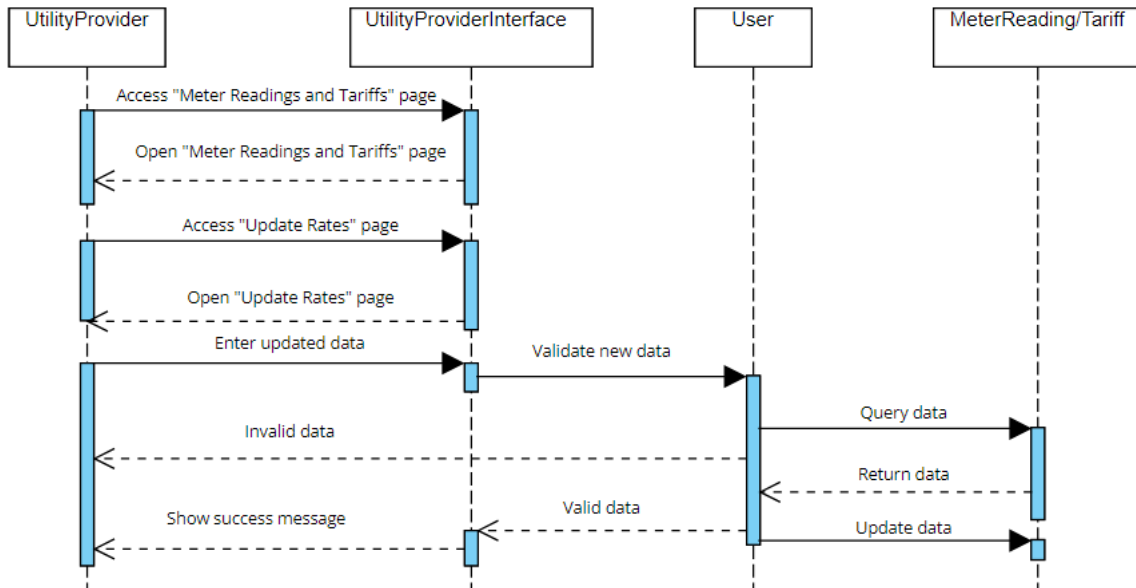 UtilityProvider
UtilityProviderInterface
User
MeterReading/Tariff
Access "Meter Readings and Tariffs" page
Open "Meter Readings and Tariffs" page
Access "Update Rates" page
Open "Update Rates" page
Enter updated data
Validate new data
Query data
Invalid data
Return data
Valid data
Show success message
Update data